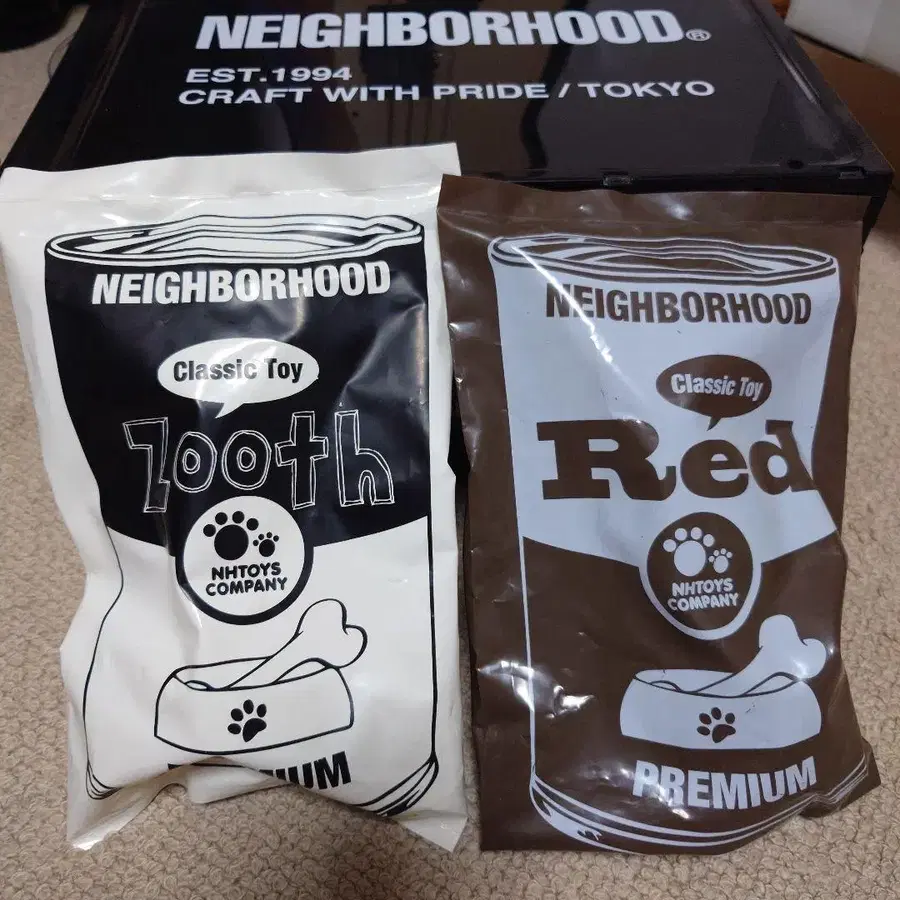 NEIGHBORHOOD®
EST.1994
CRAFT WITH PRIDE / TOKYO
NEIGHBORHOOD
Classic Toy
Zooth
NHTOYS
COMPANY
PREMIUM
NEIGHBORHOOD
Classic Toy
Red
NHTOYS
COMPANY
PREMIUM